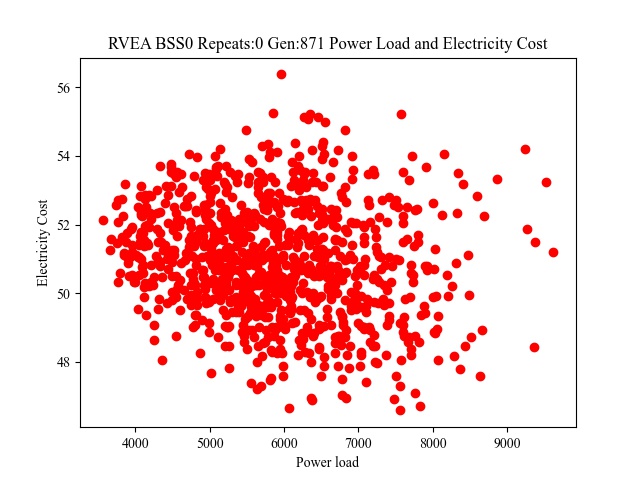 RVEA BSS0 Repeats:0 Gen:871 Power Load and Electricity Cost
56
54
52
50
48
Electricity Cost
4000 5000 6000 7000 8000 9000
Power load